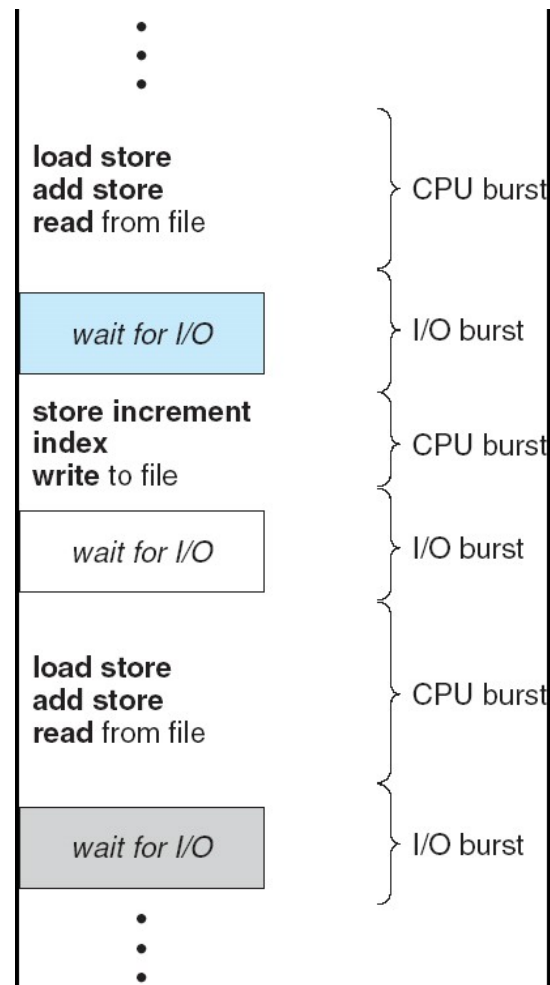 load store
add store
read from file
CPU burst
wait for I/O
I/O burst
store increment
index
write to file
CPU burst
wait for I/O
I/O burst
load store
add store
read from file
CPU burst
wait for I/O
I/O burst